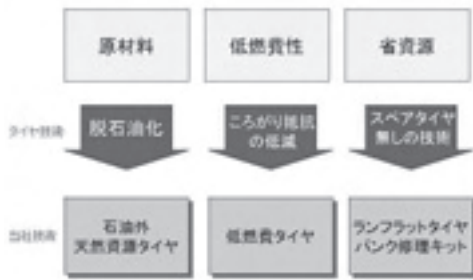 原材料
低燃費性
省資源
タイヤ技術
脱石油化
ころがり抵抗
の低減
スペアタイヤ
無しの技術
当社技術
石油外
天然資源タイヤ
低燃費タイヤ
ランフラットタイヤ
パンク修理キット